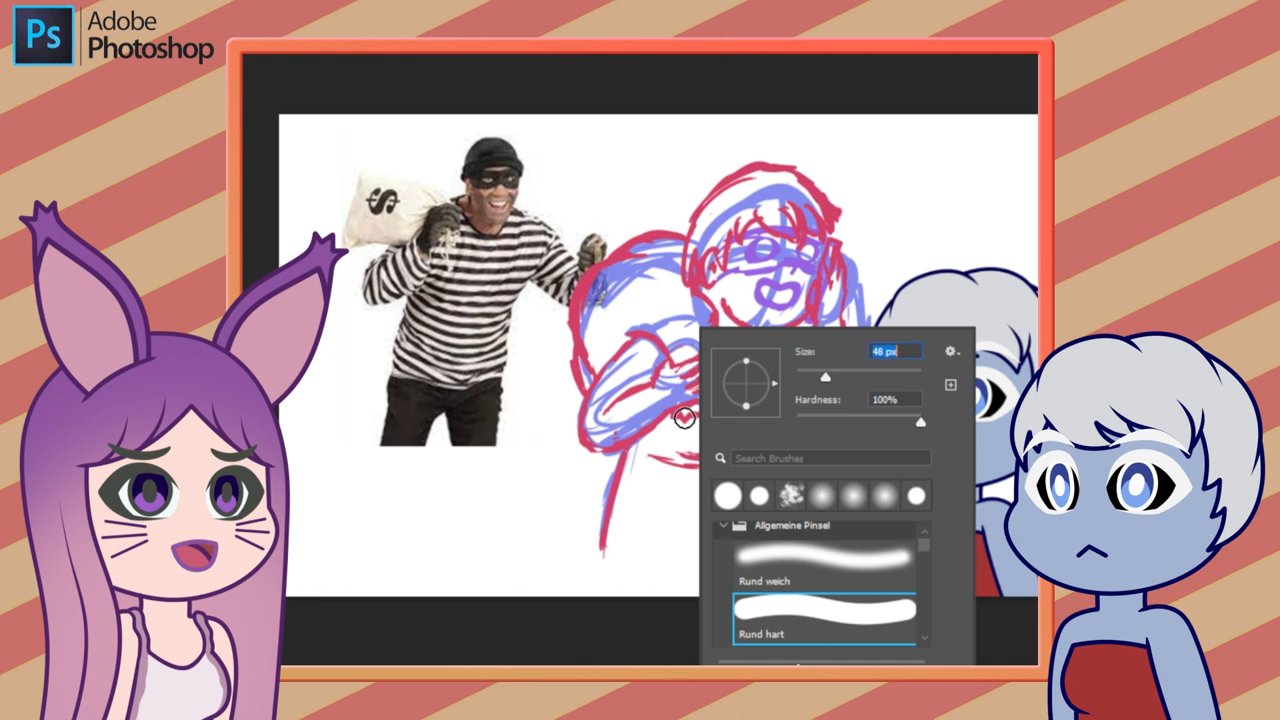 Ps
Adobe
Photoshop
$
Size:
48 px
Hardness:
100%
Search Brushes
Allgemeine Pinsel
Rund weich
Rund hart